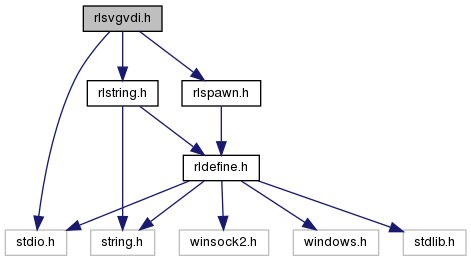 rlsvgvdi.h
rlstring.h
rlspawn.h
rldefine.h
stdio.h
string.h
winsock2.h
windows.h
stdlib.h